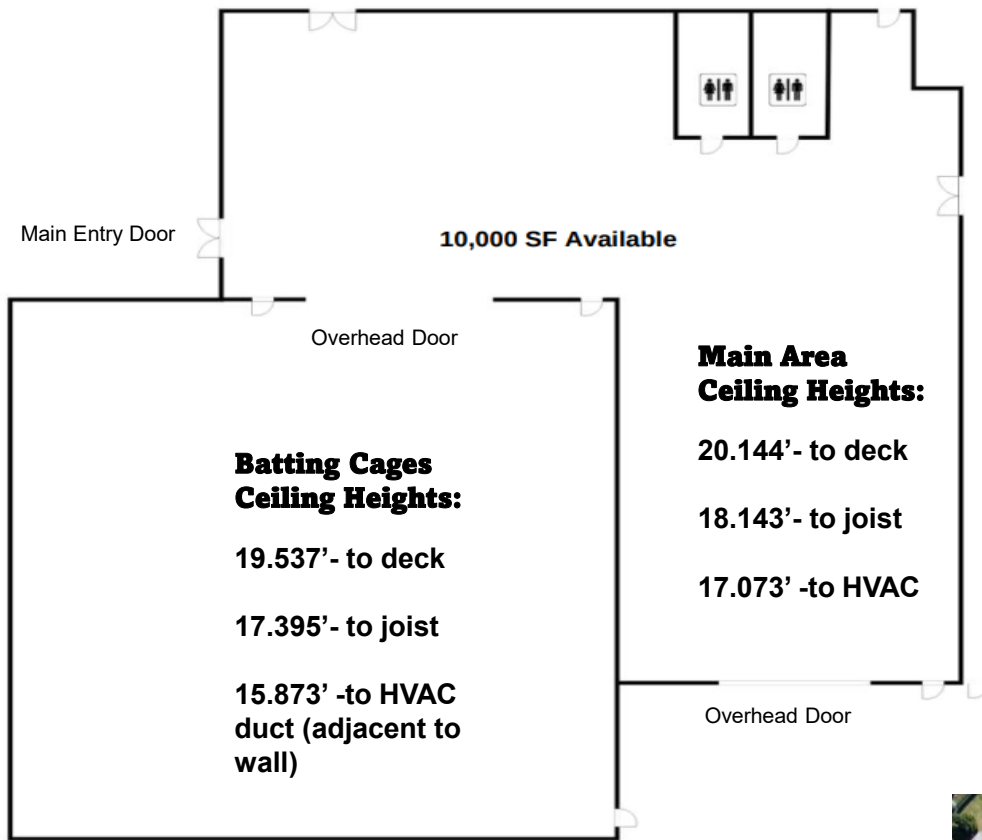 Main Entry Door
10,000 SF Available
Overhead Door
Main Area
Ceiling Heights:
20.144’- to deck
18.143’- to joist
17.073’ -to HVAC
Batting Cages
Ceiling Heights:
19.537’- to deck
17.395’- to joist
15.873’ -to HVAC
duct (adjacent to
wall)
Overhead Door